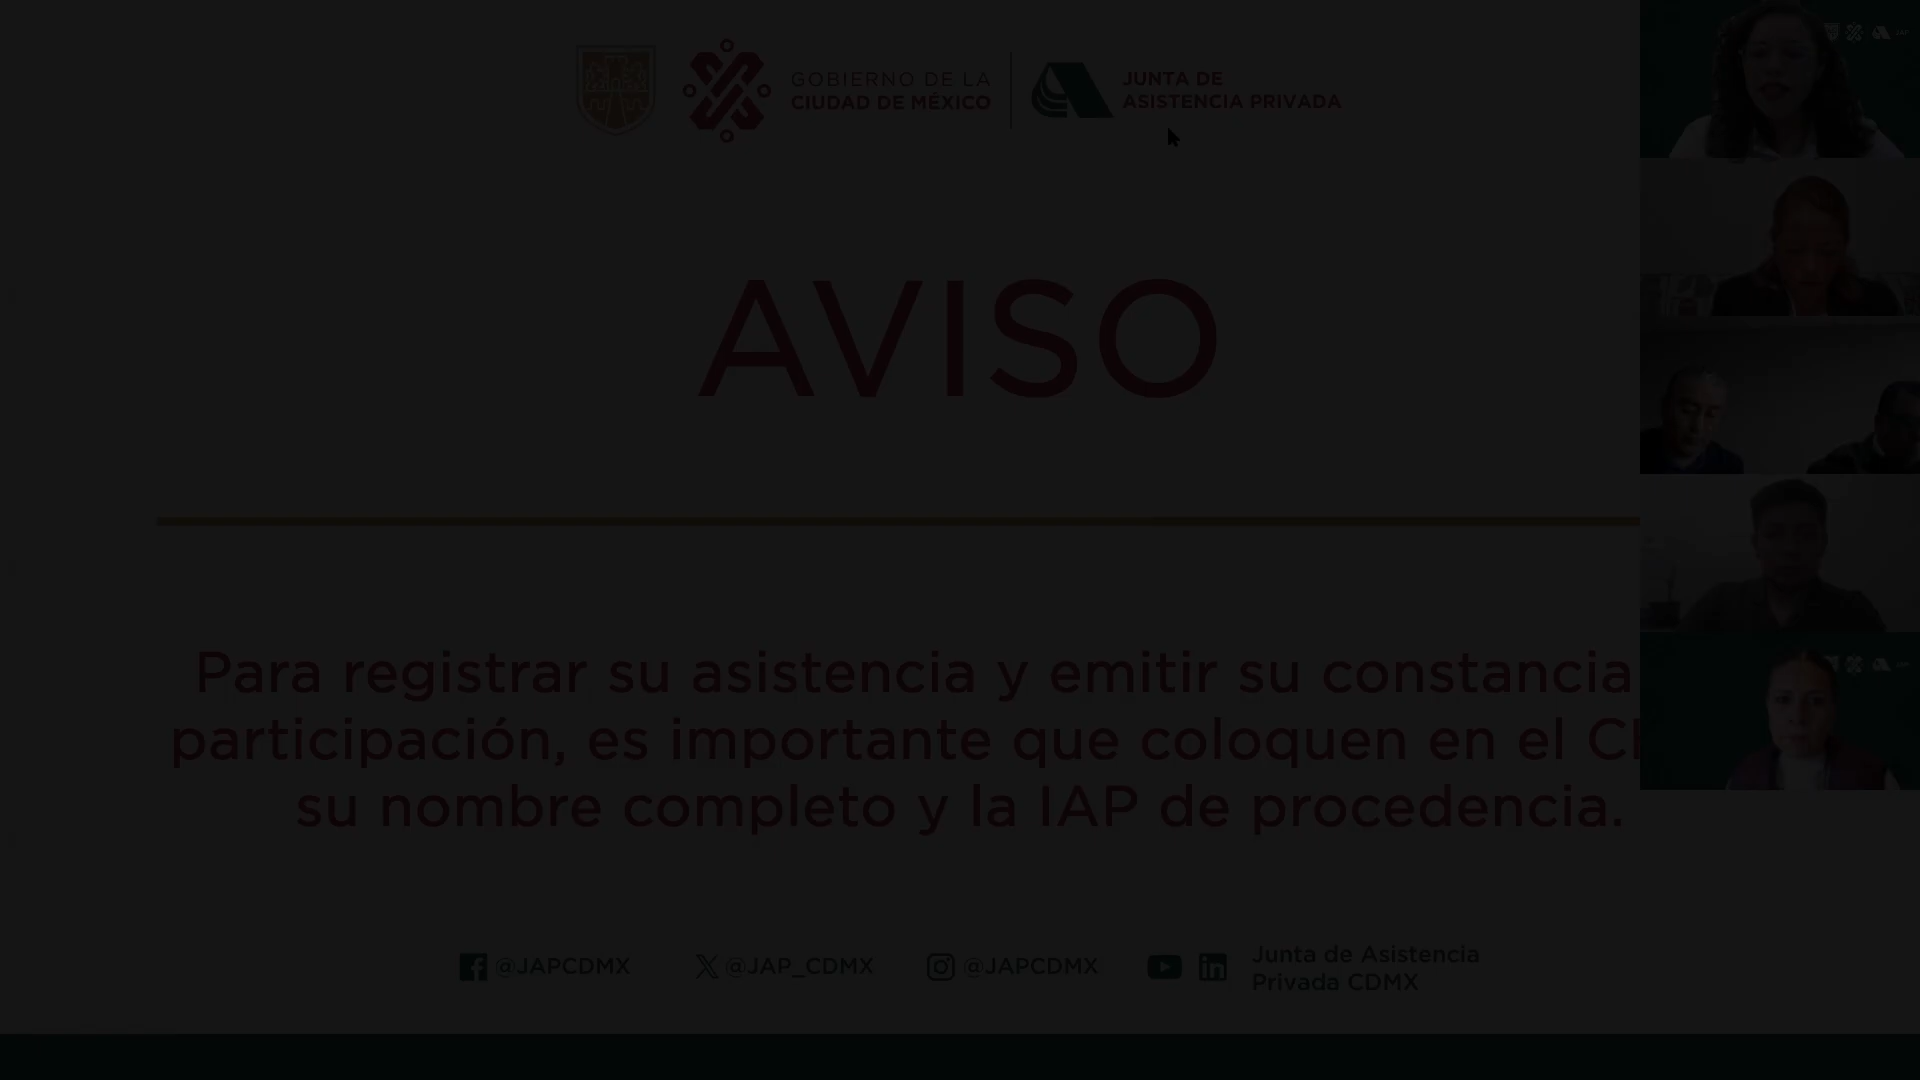 GOBIERNO DE LA
CIUDAD DE MÉXICO
JUNTA DE
ASISTENCIA PRIVADA
AVISO
Para registrar su asistencia y emitir su constancia
participación, es importante que coloquen en el
su nombre completo y la IAP de procedencia.
@JAPCDMX
@JAP_CDMX
@JAPCDMX
Junta de Asistencia
Privada CDMX